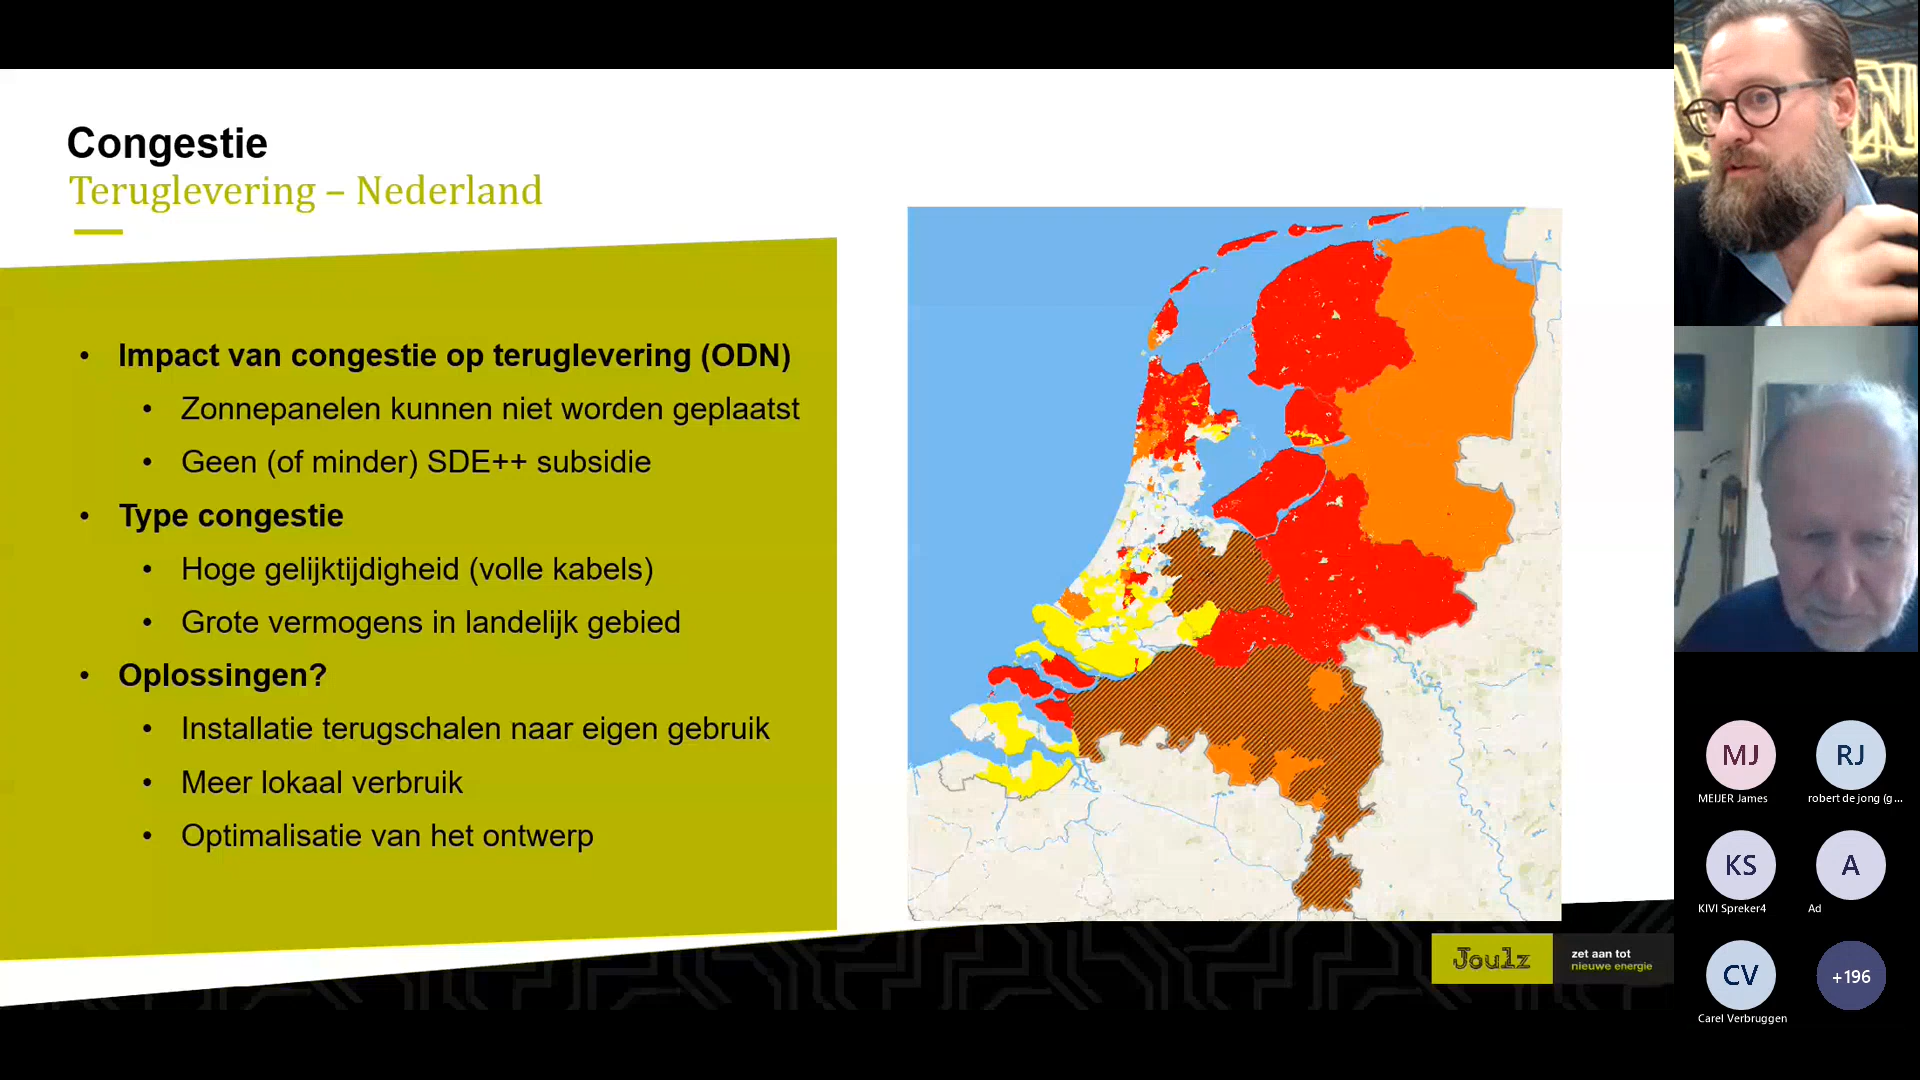 Congestie
Teruglevering – Nederland
• Impact van congestie op teruglevering (ODN)
• Zonnepanelen kunnen niet worden geplaatst
• Geen (of minder) SDE++ subsidie
• Type congestie
• Hoge gelijktijdigheid (volle kabels)
• Grote vermogens in landelijk gebied
• Oplossingen?
• Installatie terugschalen naar eigen gebruik
• Meer lokaal verbruik
• Optimalisatie van het ontwerp
Joulz
zet aan tot
nieuwe energie
MJ
MEIJER James
RJ
robert de jong (g...
KS
KIVI Spreker4
A
Ad
CV
Carel Verbruggen
+196